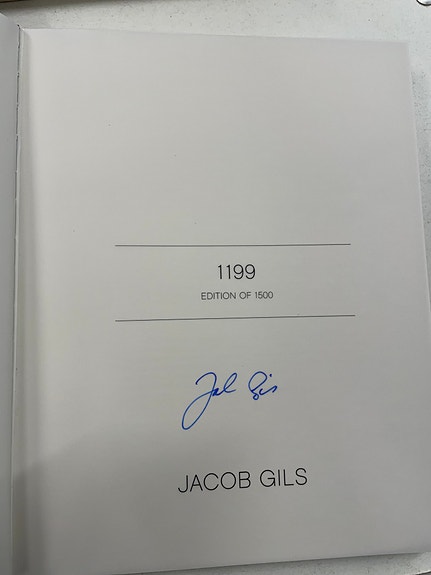 1199
EDITION OF 1500
JACOB GILS